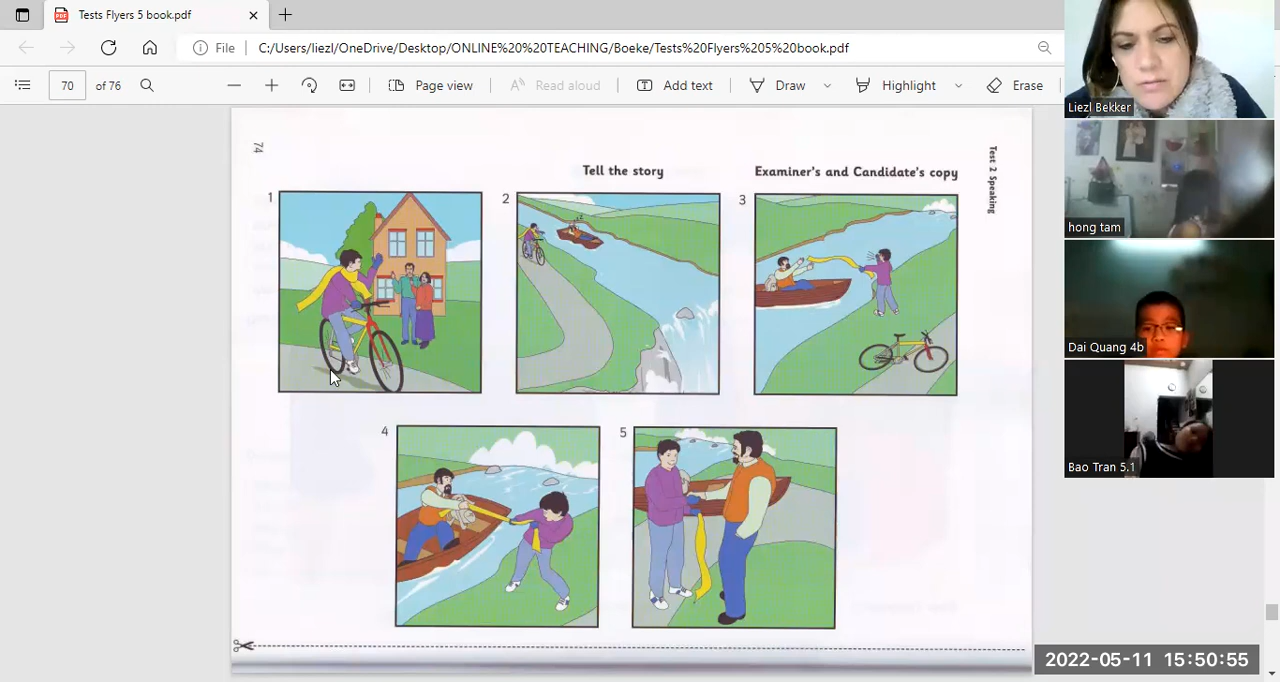 Tests Flyers 5 book.pdf
File
C:/Users/liezl/OneDrive/Desktop/ONLINE%20%20TEACHING/Boeke/Tests%20Flyers%205%20book.pdf
70 of 76
Page view
Read aloud
Add text
Draw
Highlight
Erase
74
Test 2 Speaking
Tell the story
Examiner's and Candidate's copy
1
2
3
4
5
Liezl Bekker
hong tam
Dai Quang 4b
Bao Tran 5.1
2022-05-11 15:50:55